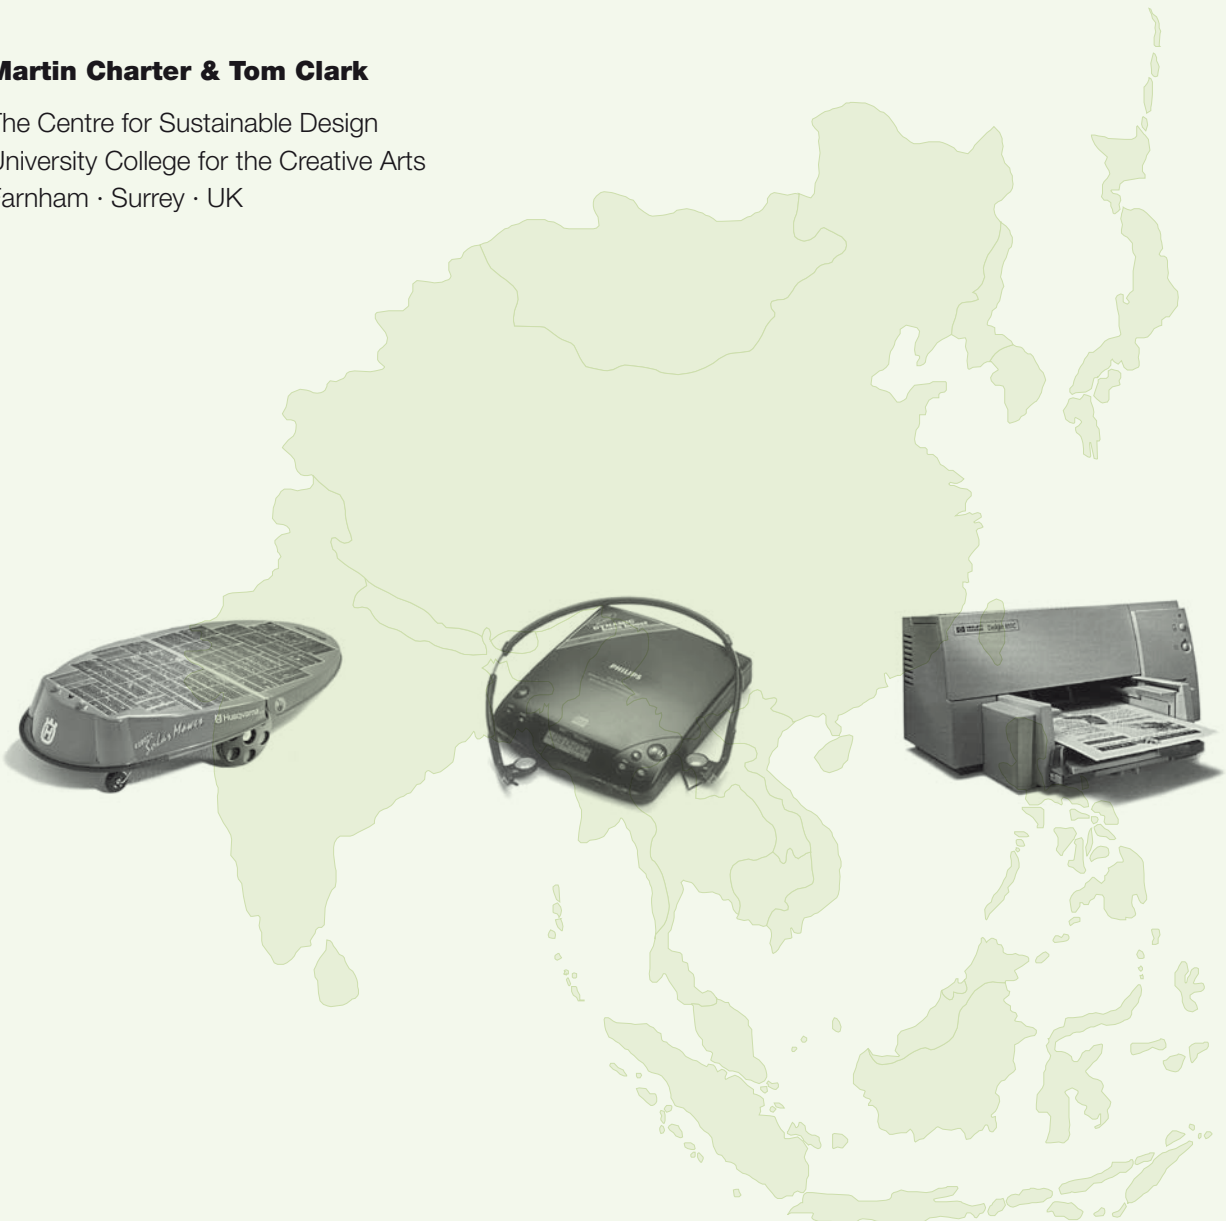 Martin Charter & Tom Clark
The Centre for Sustainable Design
University College for the Creative Arts
Farnham · Surrey · UK
Solar Mower
Husqvarna
DYNAMIC
PHILIPS